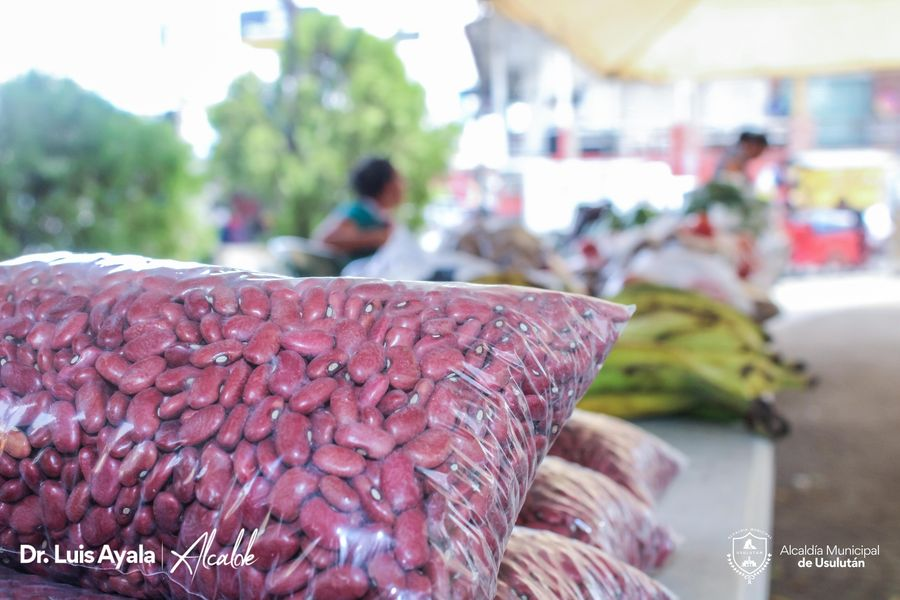 Dr. Luis Ayala | Alcalde
Alcaldía Municipal
de Usulután